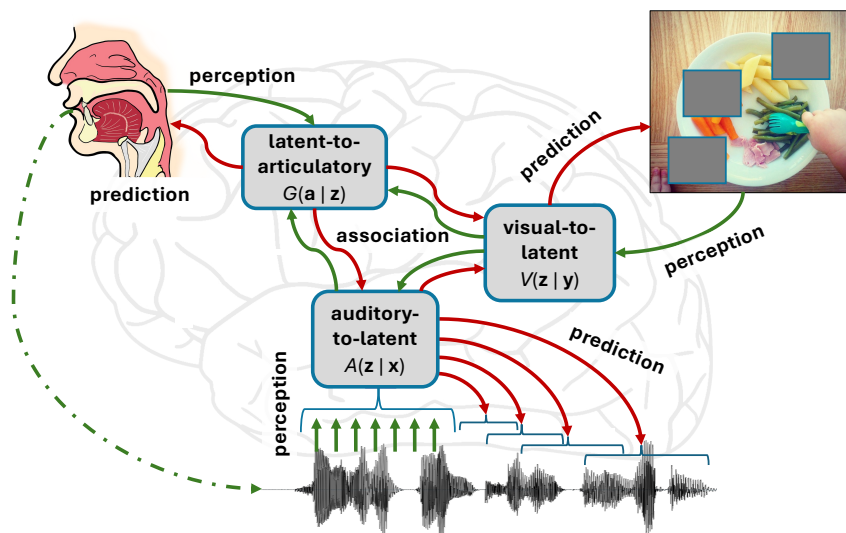 perception
prediction
latent-to-
articulatory
G(a | z)
association
prediction
perception
visual-to-
latent
V(z | y)
auditory-
to-latent
A(z | x)
prediction
perception